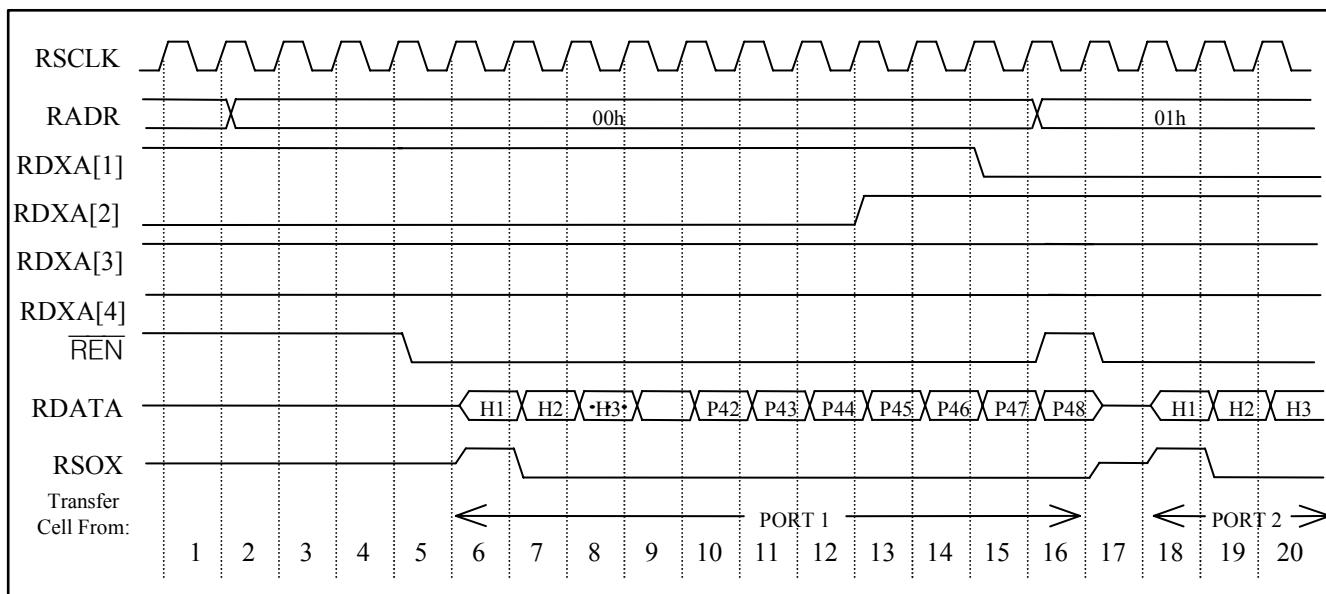 RSCLK
RADR 00h 01h
RDXA[1]
RDXA[2]
RDXA[3]
RDXA[4]
REN
RDATA H1 H2 •H3• P42 P43 P44 P45 P46 P47 P48 H1 H2 H3
RSOX
Transfer
Cell From: PORT 1 PORT 2
1 2 3 4 5 6 7 8 9 10 11 12 13 14 15 16 17 18 19 20